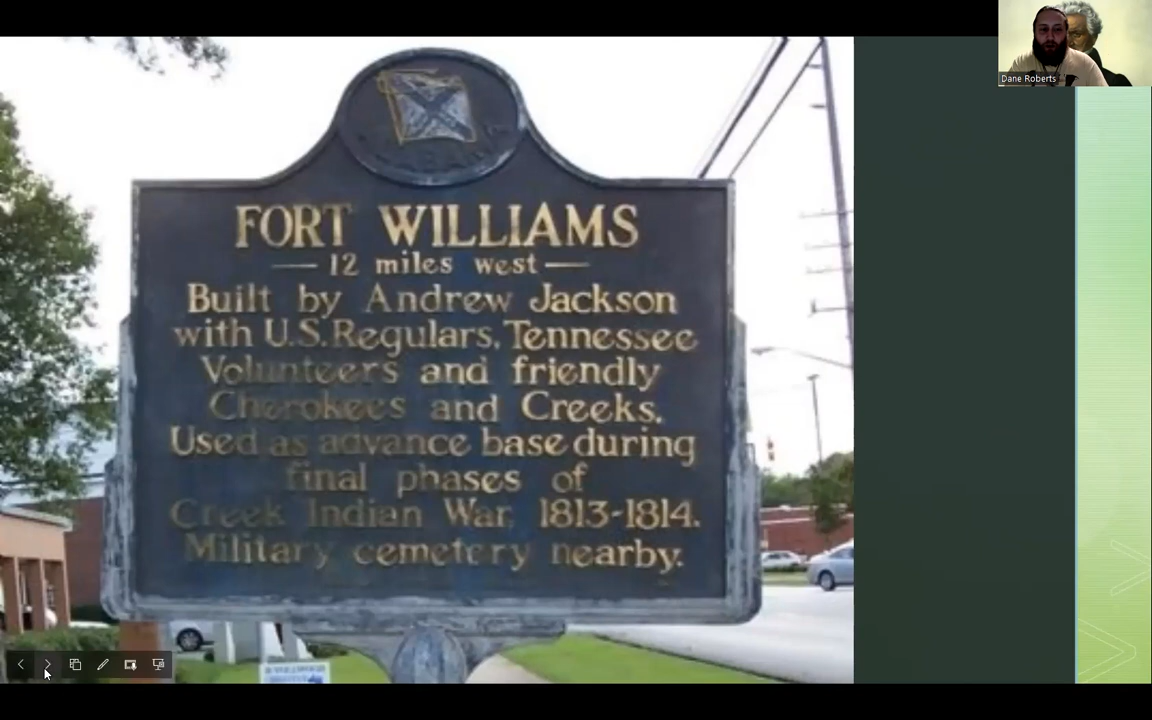 FORT WILLIAMS
— 12 miles west —
Built by Andrew Jackson
with U.S. Regulars, Tennessee
Volunteers and friendly
Cherokees and Creeks.
Used as advance base during
final phases of
Creek Indian War, 1813-1814.
Military cemetery nearby.
Dane Roberts